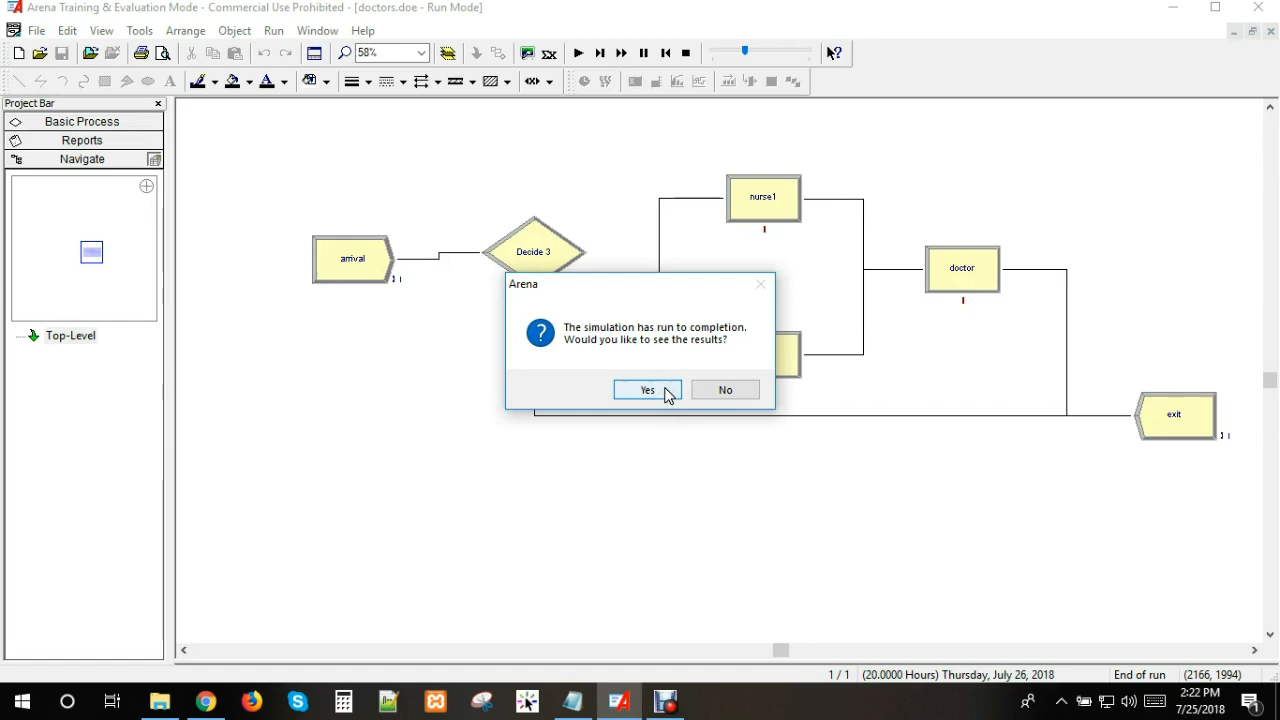 Arena Training & Evaluation Mode - Commercial Use Prohibited - [doctors.doe - Run Mode]
File Edit View Tools Arrange Object Run Window Help
58%
Project Bar
Basic Process
Reports
Navigate
Top-Level
arrival
Decide 3
nurse1
doctor
exit
Arena
The simulation has run to completion.
Would you like to see the results?
Yes No
1 / 1 (20.0000 Hours) Thursday, July 26, 2018 End of run (2166, 1994)
2:22 PM
7/25/2018